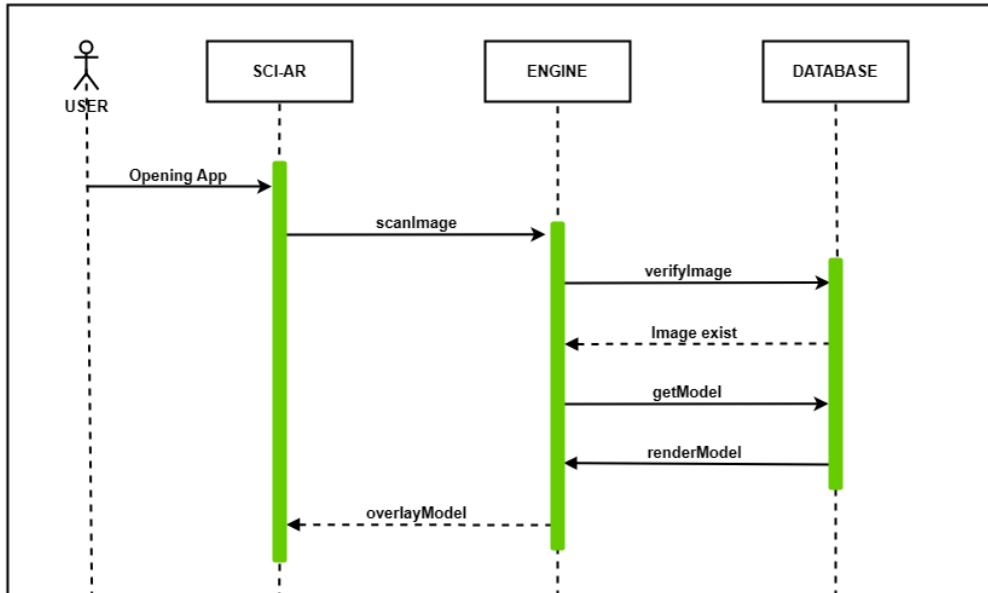 USER
SCI-AR
ENGINE
DATABASE
Opening App
scanImage
verifyImage
Image exist
getModel
renderModel
overlayModel